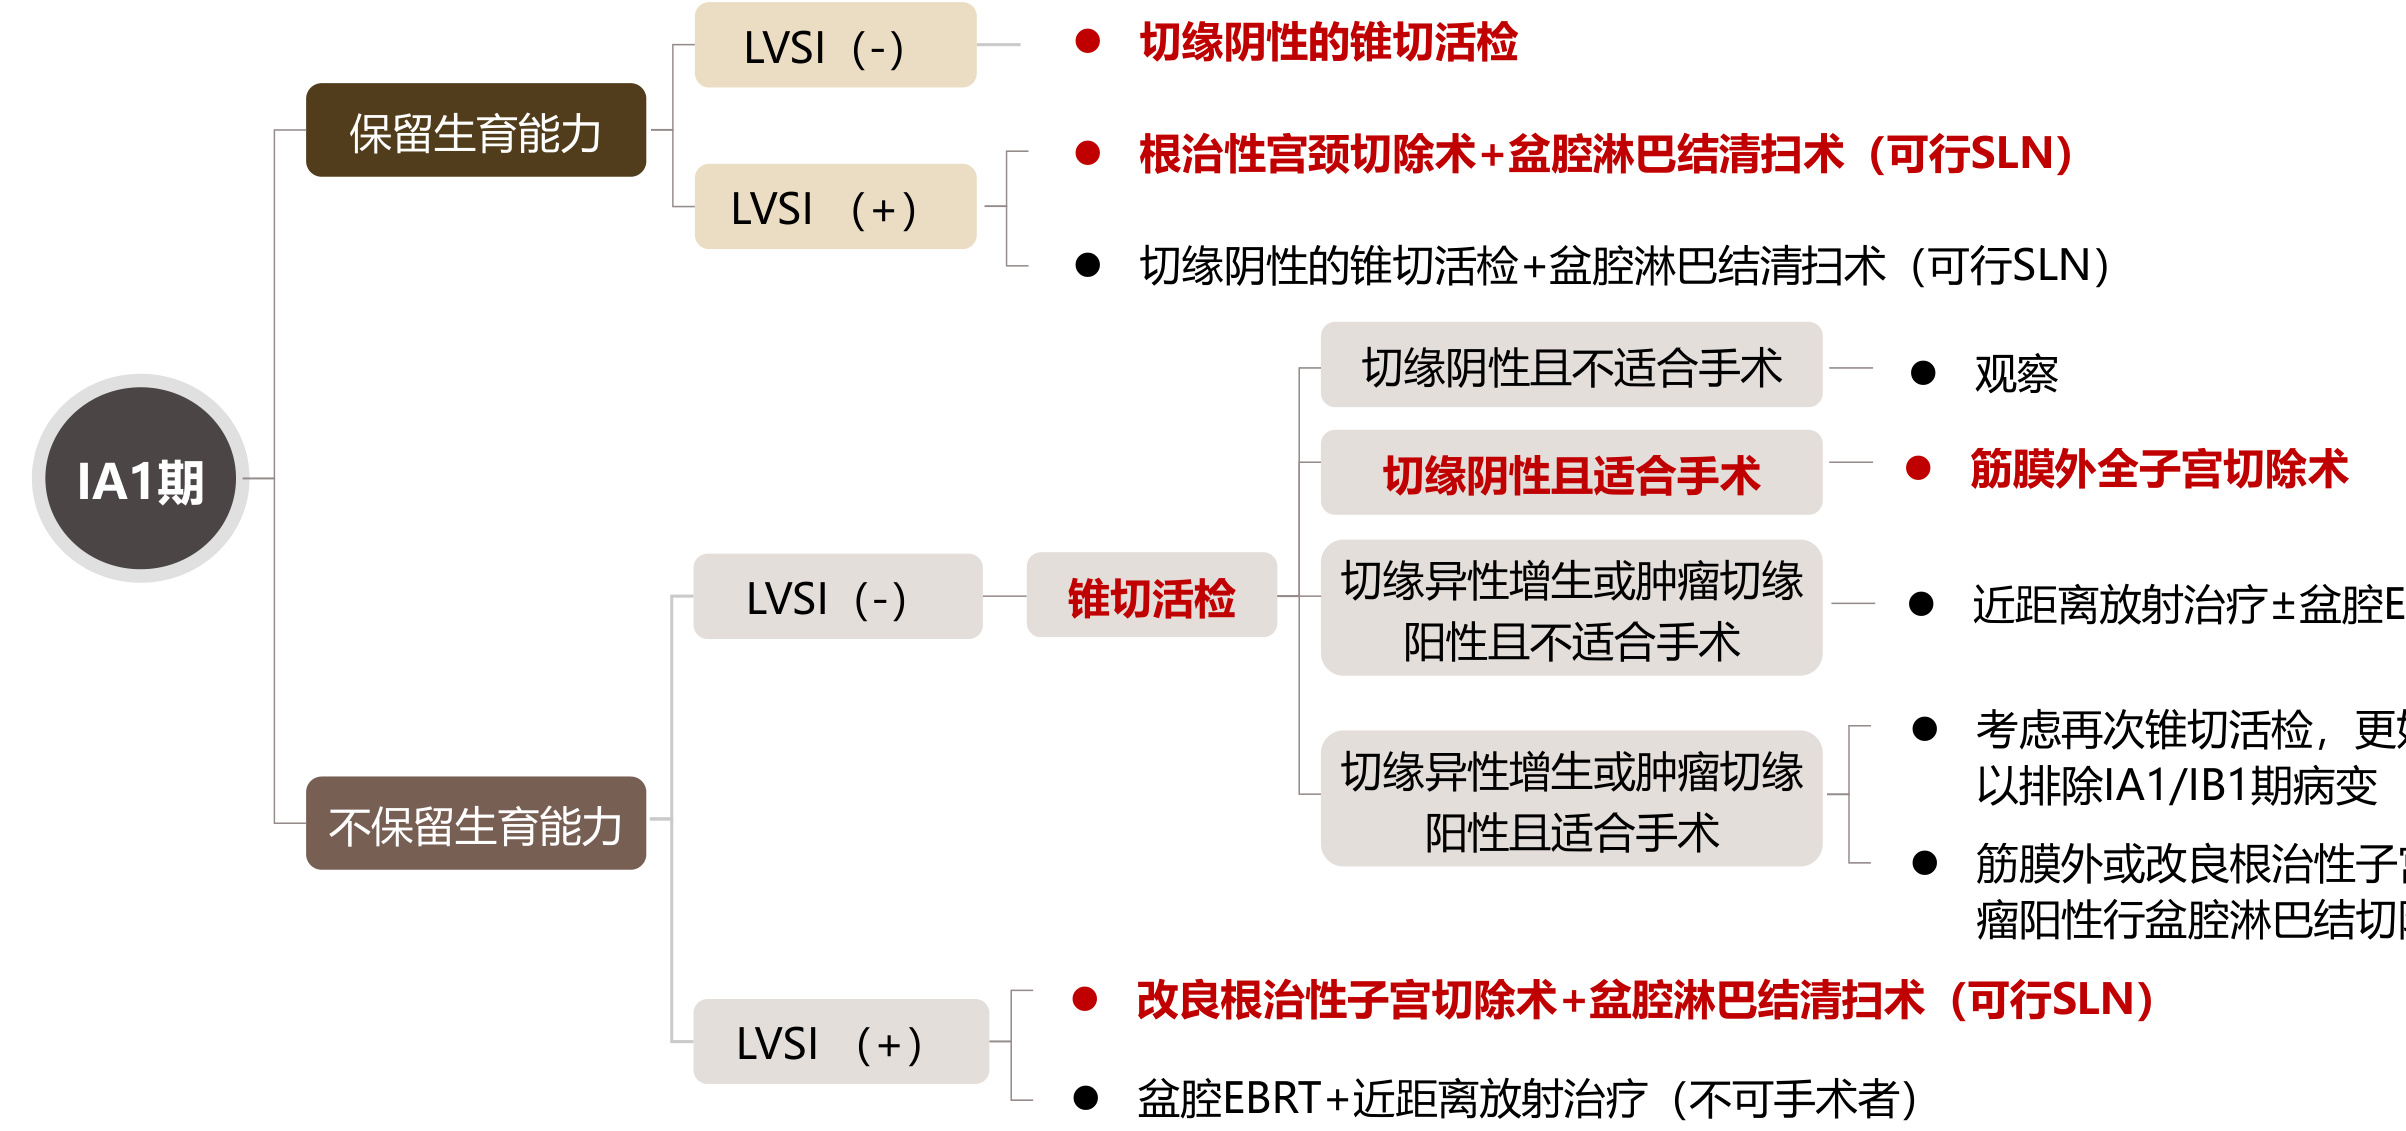 IA1期
保留生育能力
LVSI（-）
切缘阴性的锥切活检
LVSI （+）
根治性宫颈切除术+盆腔淋巴结清扫术（可行SLN）
切缘阴性的锥切活检+盆腔淋巴结清扫术（可行SLN）
不保留生育能力
LVSI（-）
锥切活检
切缘阴性且不适合手术
观察
切缘阴性且适合手术
筋膜外全子宫切除术
切缘异性增生或肿瘤切缘
阳性且不适合手术
近距离放射治疗±盆腔E
切缘异性增生或肿瘤切缘
阳性且适合手术
考虑再次锥切活检，更
以排除IA1/IB1期病变
筋膜外或改良根治性子
瘤阳性行盆腔淋巴结切
LVSI （+）
改良根治性子宫切除术+盆腔淋巴结清扫术（可行SLN）
盆腔EBRT+近距离放射治疗（不可手术者）